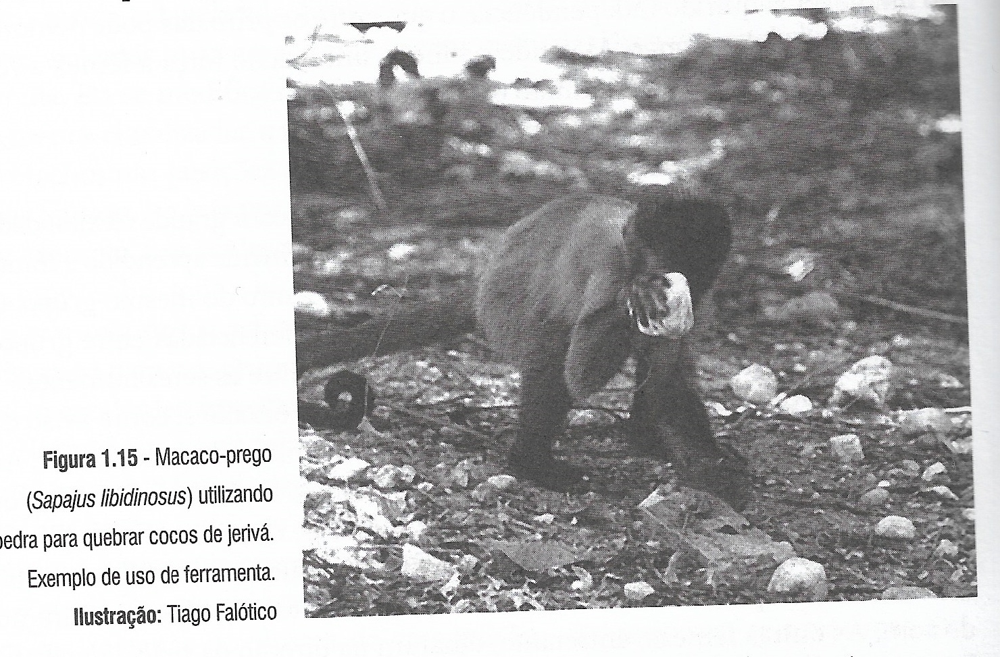 Figura 1.15 - Macaco-prego
(Sapajus libidinosus) utilizando
pedra para quebrar cocos de jerivá.
Exemplo de uso de ferramenta.
Ilustração: Tiago Falótico